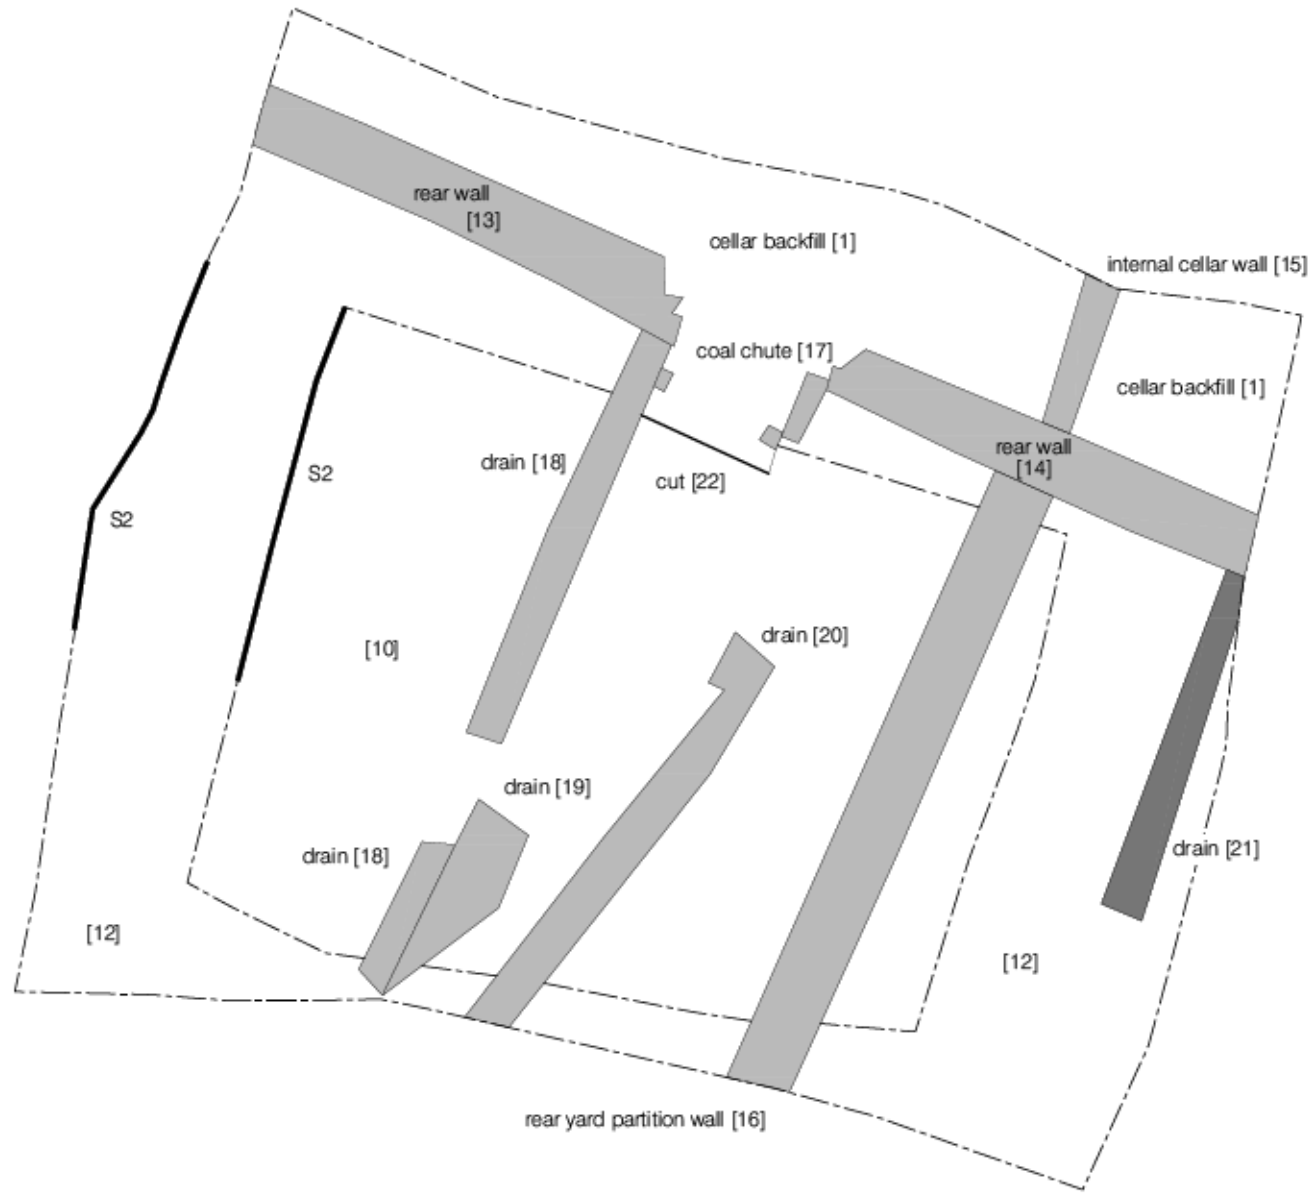 rear wall
[13]
cellar backfill [1]
internal cellar wall [15]
coal chute [17]
cellar backfill [1]
rear wall
[14]
drain [18]
S2
cut [22]
S2
drain [20]
[10]
drain [19]
drain [21]
drain [18]
[12]
[12]
rear yard partition wall [16]